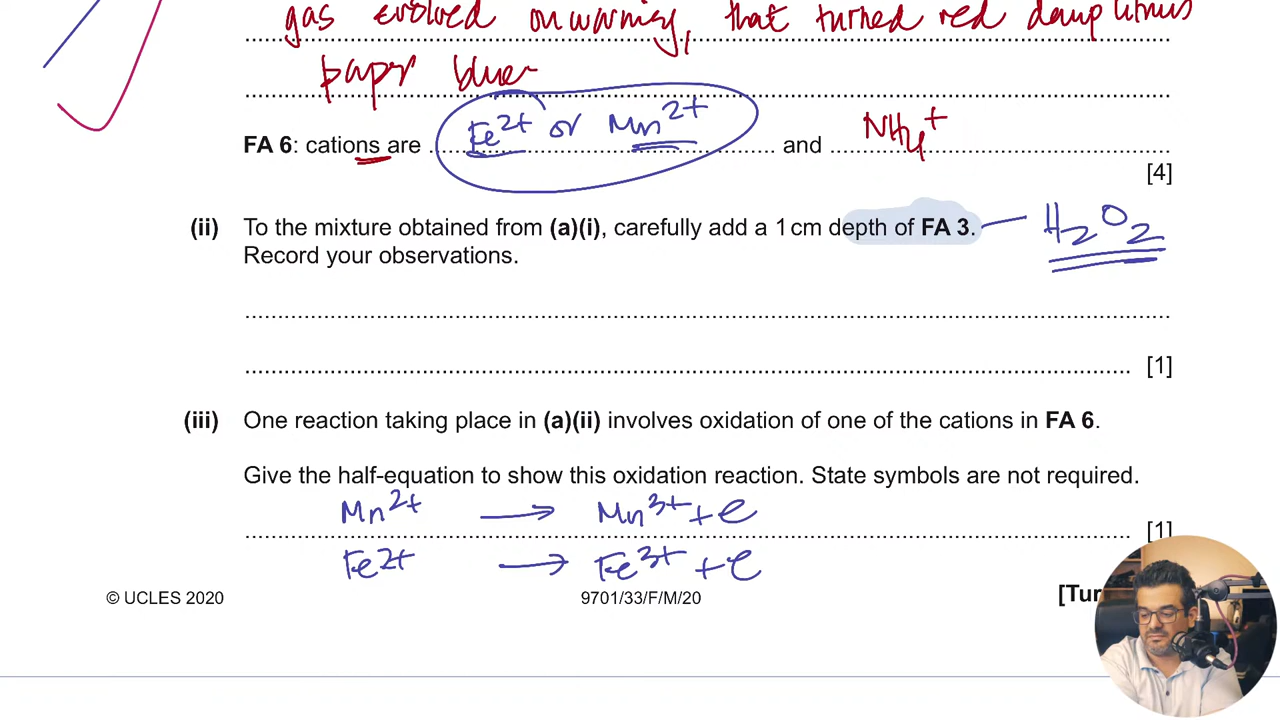 gas evolved on warming, that turned red damp litmus
paper blue
FA 6: cations are Fe2+ or Mn2+ and NH4+
[4]
(ii) To the mixture obtained from (a)(i), carefully add a 1 cm depth of FA 3. — H2O2
Record your observations.
[1]
(iii) One reaction taking place in (a)(ii) involves oxidation of one of the cations in FA 6.
Give the half-equation to show this oxidation reaction. State symbols are not required.
Mn2+ → Mn3+ + e
[1]
Fe2+ → Fe3+ + e
© UCLES 2020 9701/33/F/M/20 [Tur